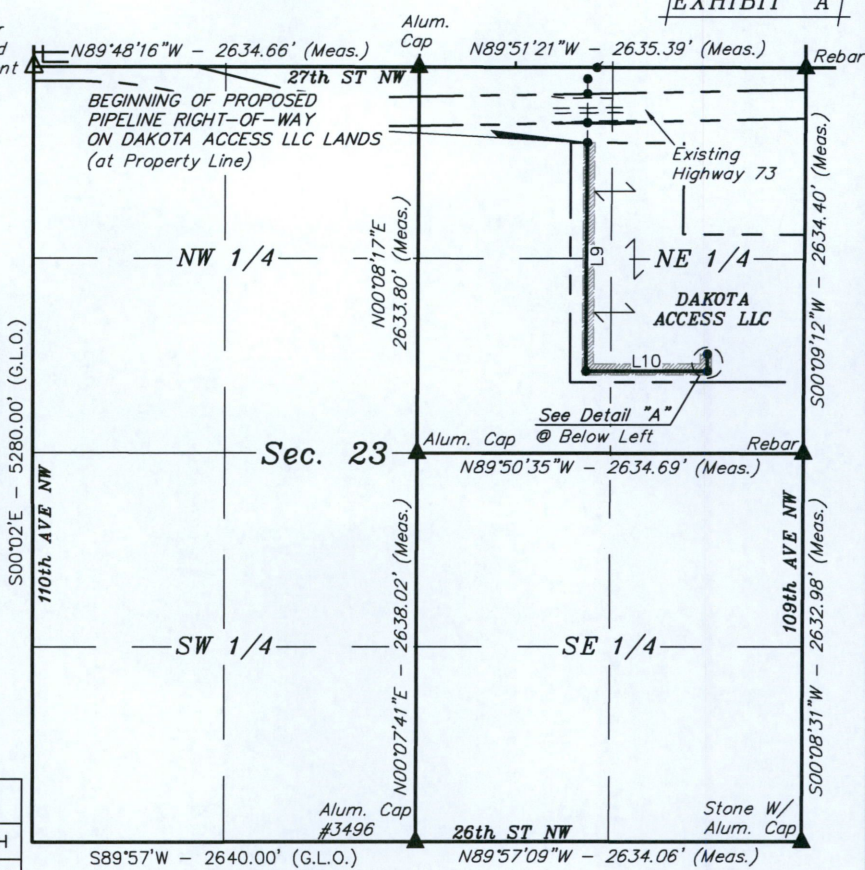 EXHIBIT "A"
Alum.
Cap
N89°48'16"W - 2634.66' (Meas.)
N89°51'21"W - 2635.39' (Meas.)
Rebar
27th ST NW
BEGINNING OF PROPOSED
PIPELINE RIGHT-OF-WAY
ON DAKOTA ACCESS LLC LANDS
(at Property Line)
Existing
Highway 73
N00°08'17"E
2633.80' (Meas.)
S00°09'12"W - 2634.40' (Meas.)
NW 1/4
L9
NE 1/4
DAKOTA
ACCESS LLC
L10
See Detail "A"
@ Below Left
S00°02'E - 5280.00' (G.L.O.)
110th AVE NW
Sec. 23
Alum. Cap
Rebar
N89°50'35"W - 2634.69' (Meas.)
N00°07'41"E - 2638.02' (Meas.)
109th AVE NW
S00°08'31"W - 2632.98' (Meas.)
SW 1/4
SE 1/4
Alum. Cap
#3496
26th ST NW
Stone W/
Alum. Cap
S89°57'W - 2640.00' (G.L.O.)
N89°57'09"W - 2634.06' (Meas.)